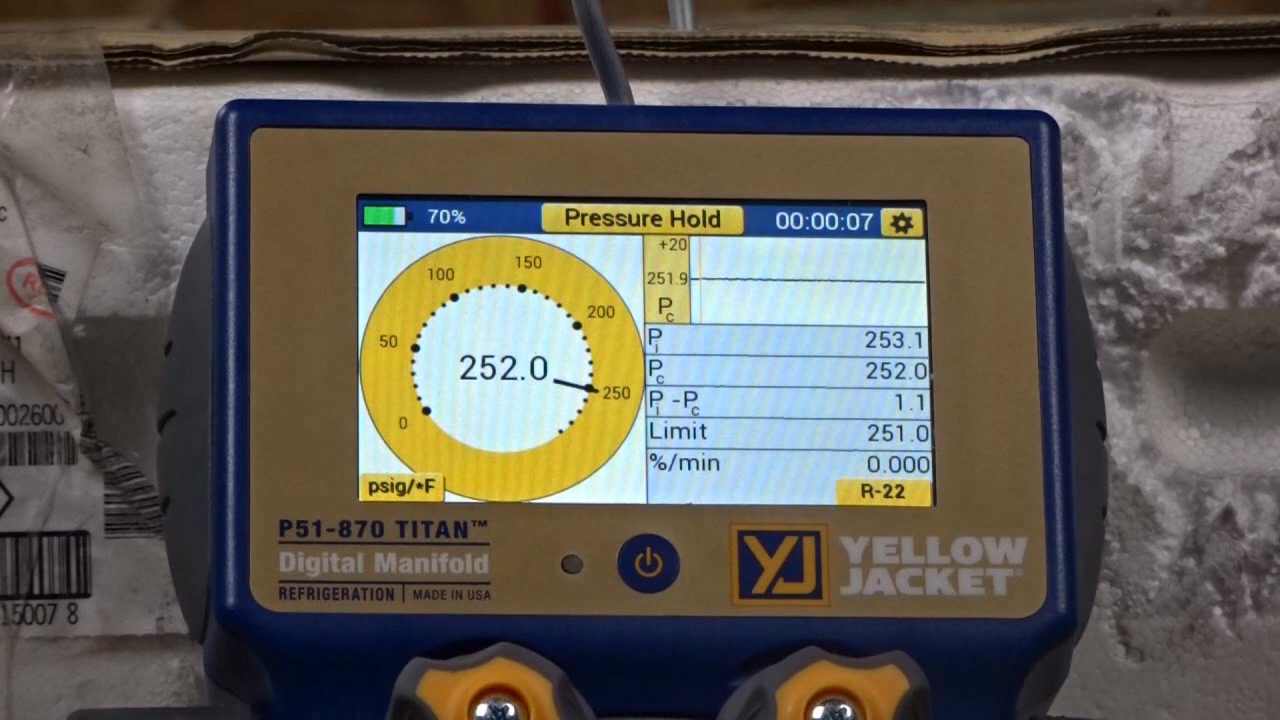 70%
Pressure Hold
00:00:07
+20
251.9
Pc
0
50
100
150
200
250
252.0
Pi 253.1
Pc 252.0
Pi -Pc 1.1
Limit 251.0
%/min 0.000
psig/°F
R-22
P51-870 TITAN™
Digital Manifold
REFRIGERATION | MADE IN USA
YJ
YELLOW
JACKET
H
15007 8